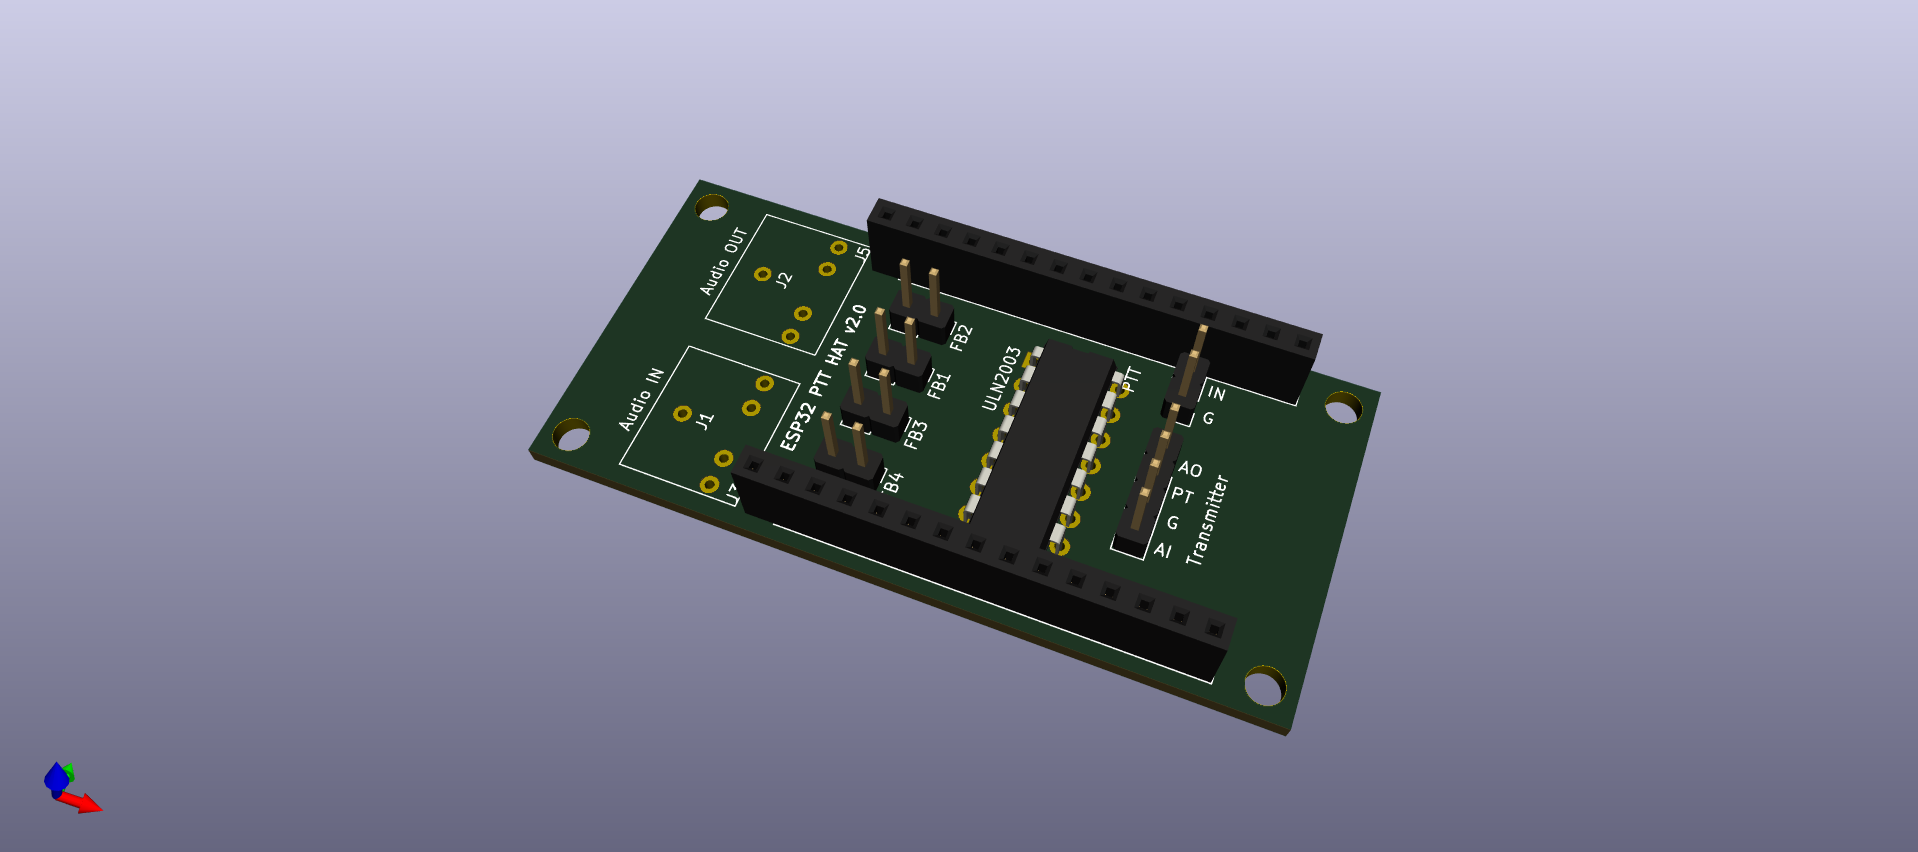 Audio OUT
J2
J5
Audio IN
J1
ESP32 PTT HAT v2.0
FB2
FB1
FB3
B4
ULN2003
PTT
IN
G
AO
PT
G
AI
Transmitter